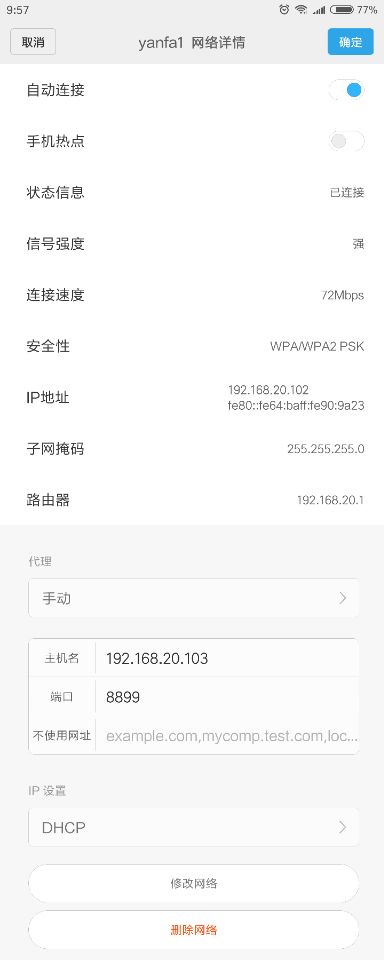 9:57 77%
取消 yanfa1 网络详情 确定
自动连接
手机热点
状态信息 已连接
信号强度 强
连接速度 72Mbps
安全性 WPA/WPA2 PSK
IP地址 192.168.20.102
fe80::fe64:baff:fe90:9a23
子网掩码 255.255.255.0
路由器 192.168.20.1
代理
手动
主机名 192.168.20.103
端口 8899
不使用网址 example.com,mycomp.test.com,loc...
IP 设置
DHCP
修改网络
删除网络